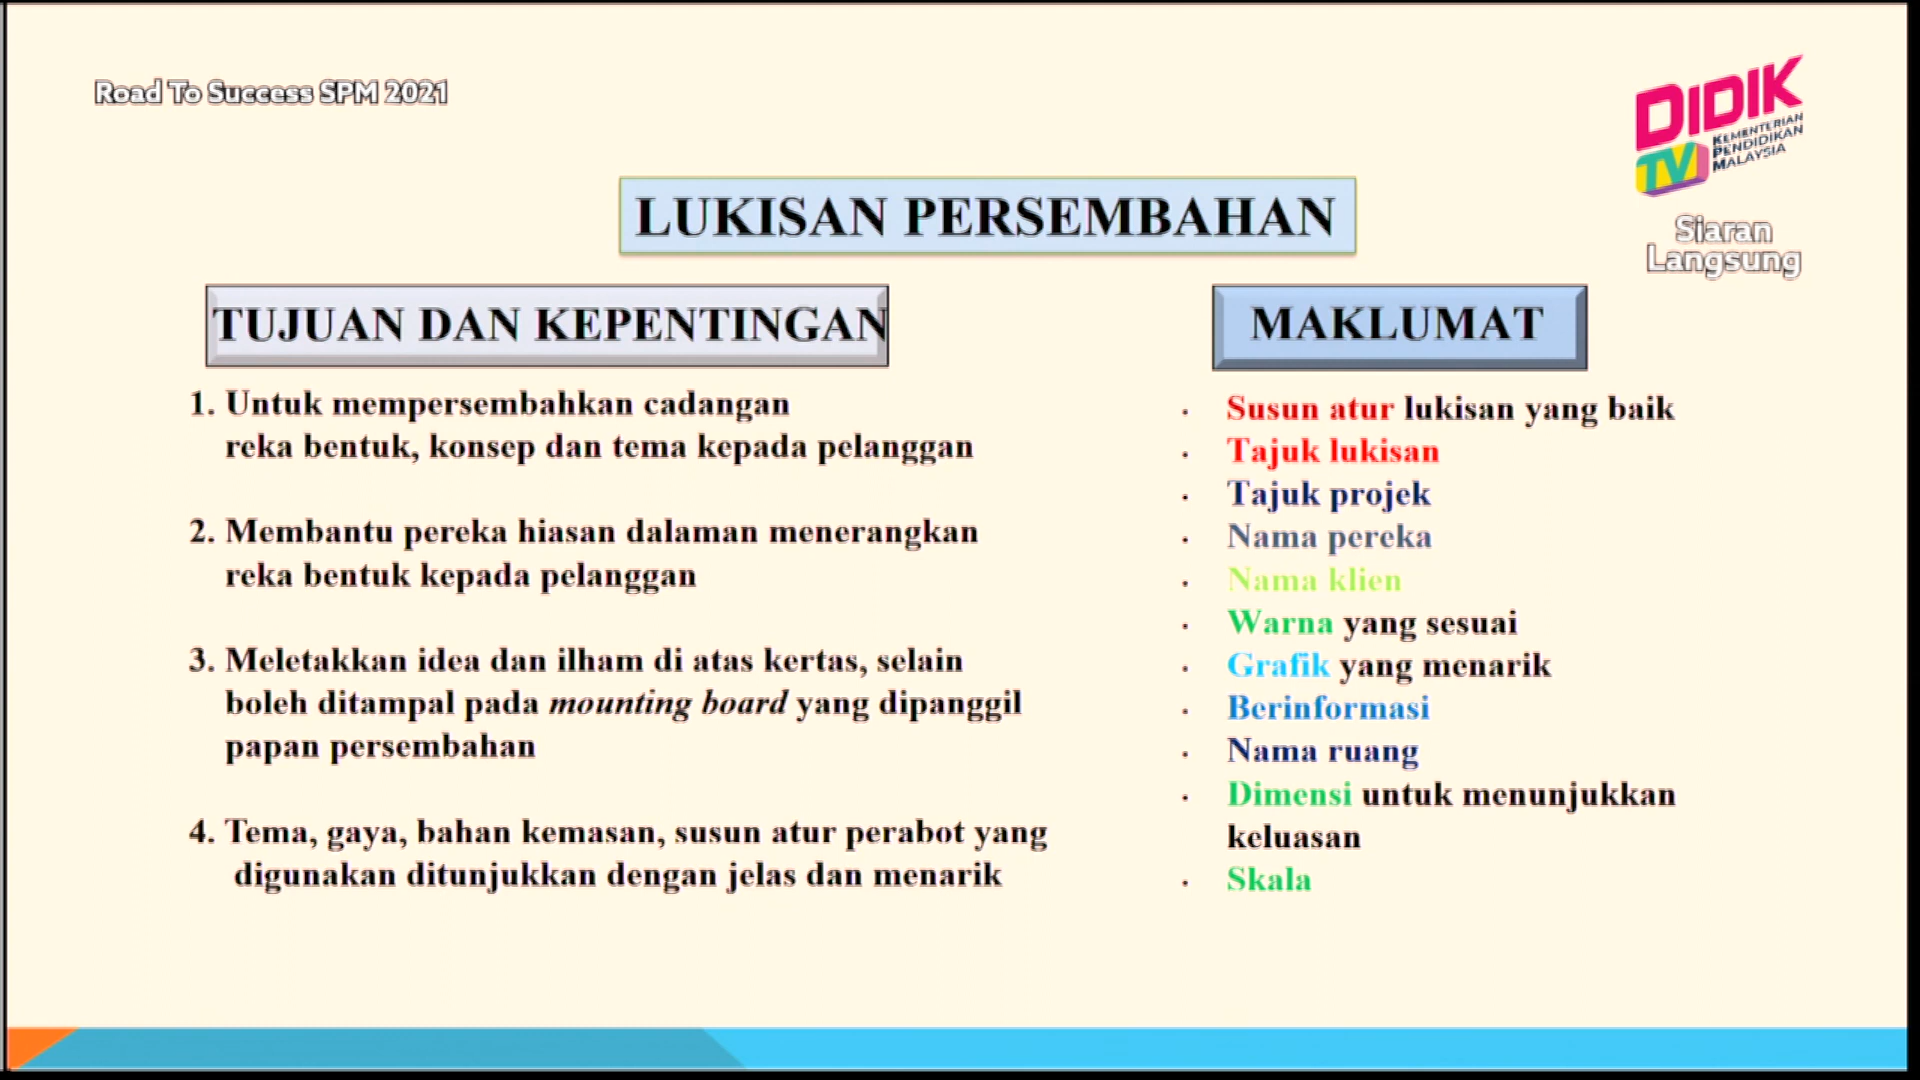 Road To Success SPM 2021
DIDIK
TV
KEMENTERIAN
PENDIDIKAN
MALAYSIA
Siaran
Langsung
LUKISAN PERSEMBAHAN
TUJUAN DAN KEPENTINGAN
1. Untuk mempersembahkan cadangan
reka bentuk, konsep dan tema kepada pelanggan
2. Membantu pereka hiasan dalaman menerangkan
reka bentuk kepada pelanggan
3. Meletakkan idea dan ilham di atas kertas, selain
boleh ditampal pada mounting board yang dipanggil
papan persembahan
4. Tema, gaya, bahan kemasan, susun atur perabot yang
digunakan ditunjukkan dengan jelas dan menarik
MAKLUMAT
· Susun atur lukisan yang baik
· Tajuk lukisan
· Tajuk projek
· Nama pereka
· Nama klien
· Warna yang sesuai
· Grafik yang menarik
· Berinformasi
· Nama ruang
· Dimensi untuk menunjukkan
keluasan
· Skala